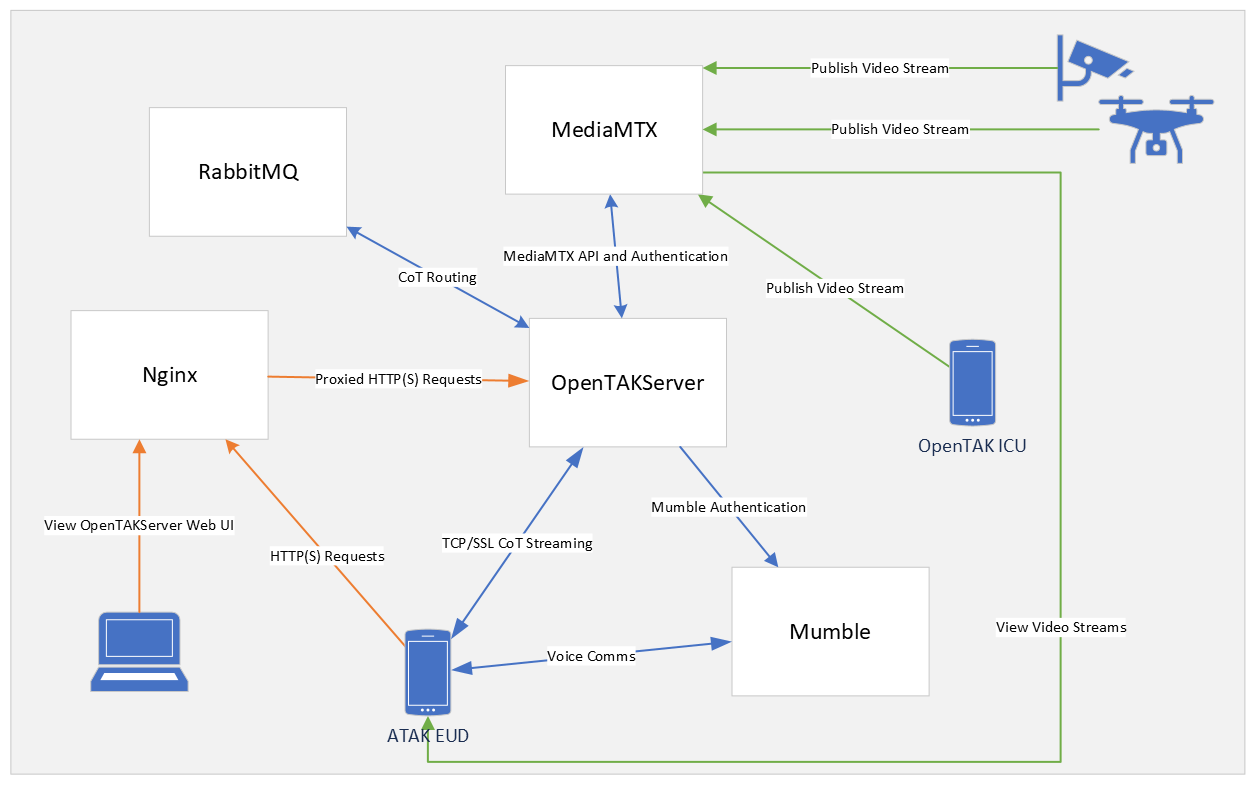 Publish Video Stream
MediaMTX
Publish Video Stream
RabbitMQ
MediaMTX API and Authentication
CoT Routing
Publish Video Stream
Nginx
Proxied HTTP(S) Requests
OpenTAKServer
OpenTAK ICU
Mumble Authentication
View OpenTAKServer Web UI
TCP/SSL CoT Streaming
HTTP(S) Requests
Mumble
View Video Streams
Voice Comms
ATAK EUD